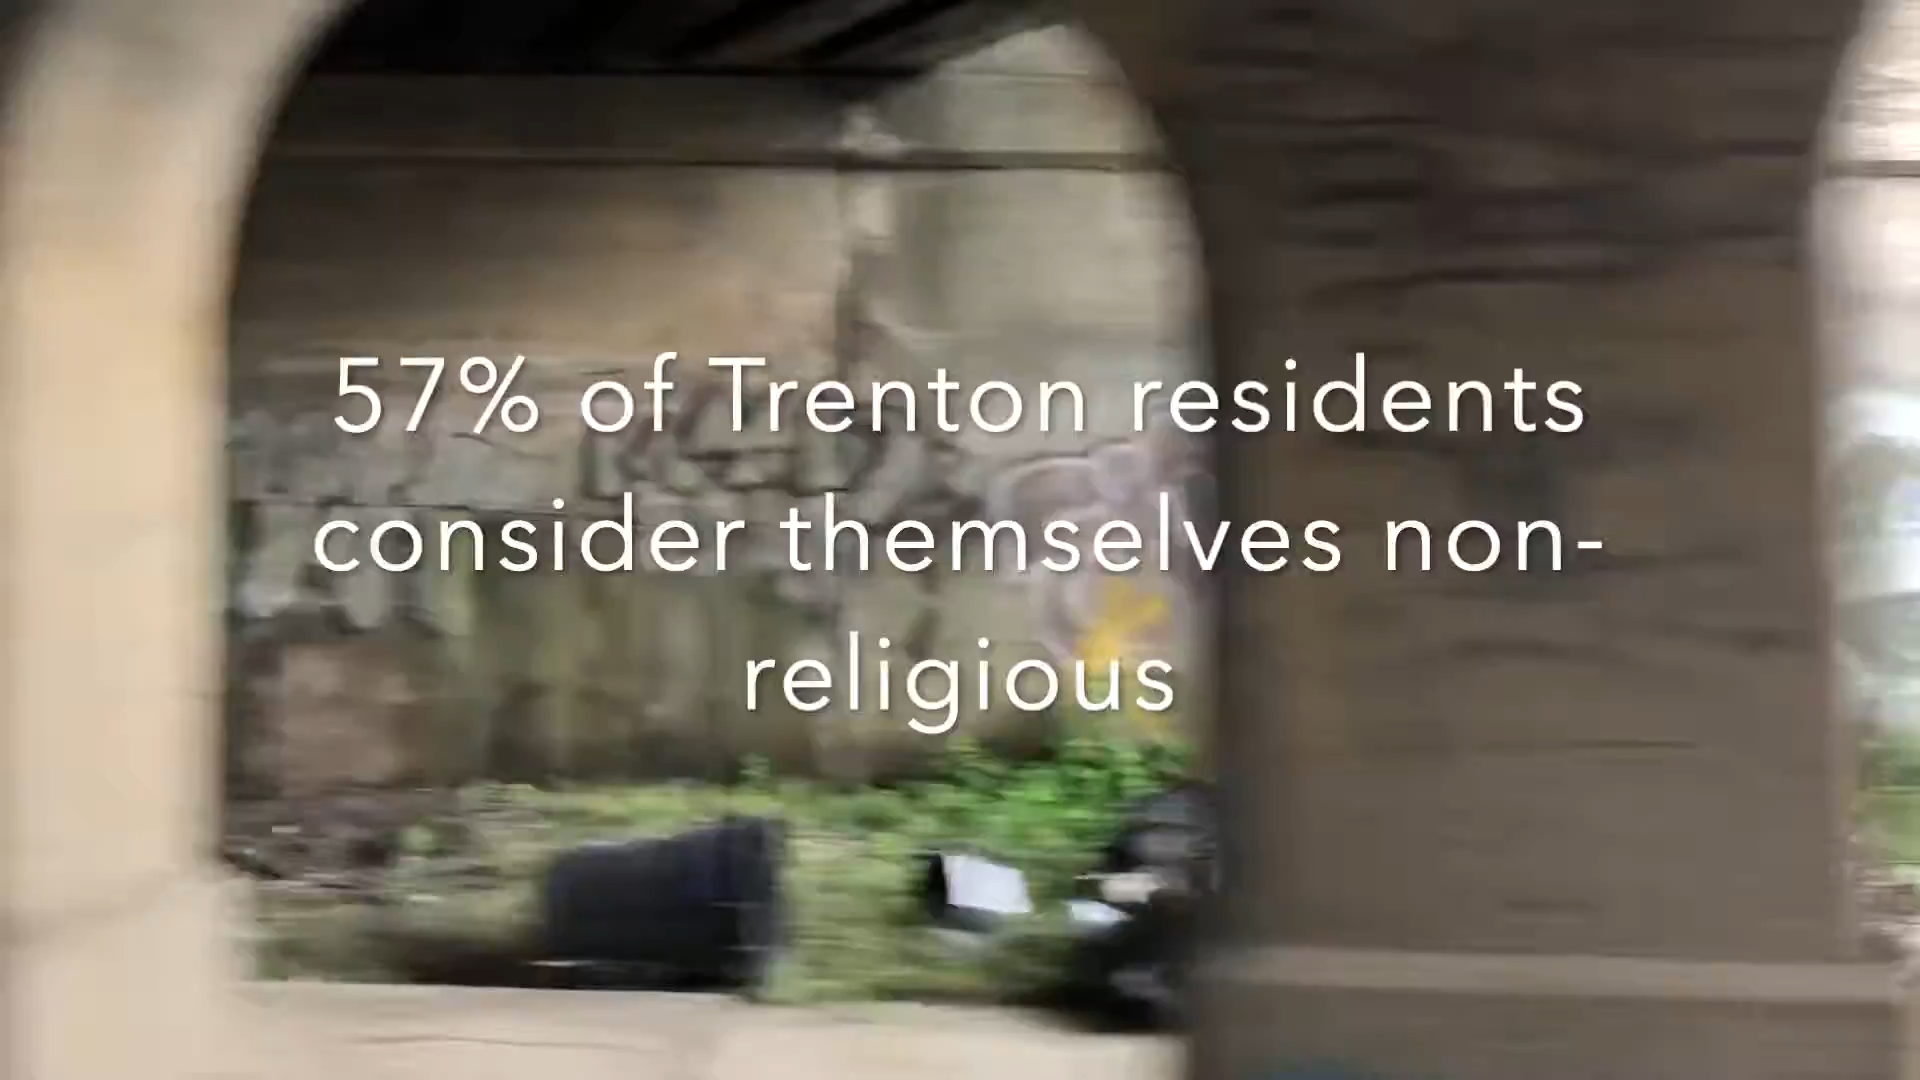 57% of Trenton residents
consider themselves non-
religious